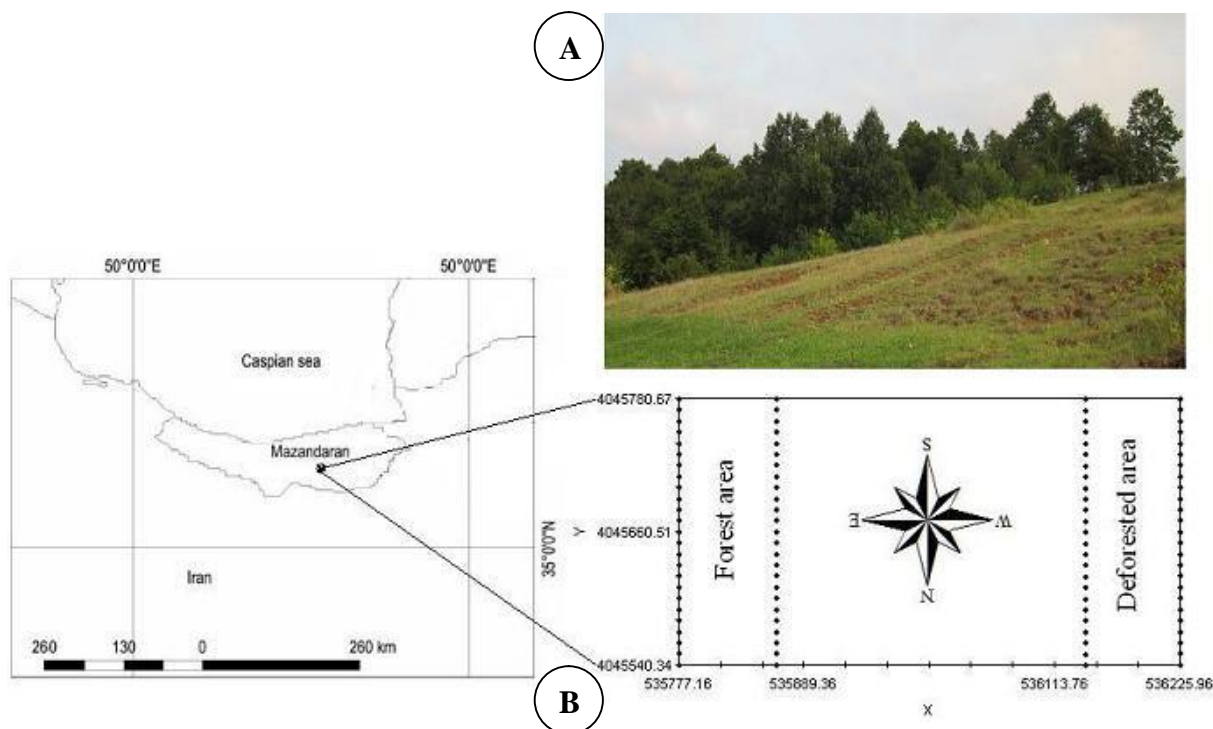 A
50°0'0"E
50°0'0"E
Caspian sea
Mazandaran
Iran
35°0'0"N
260 130 0 260 km
4045780.67
4045660.51
4045540.34
Y
Forest area
S
E
W
N
Deforested area
535777.16 535889.36 536113.76 536225.96
X
B